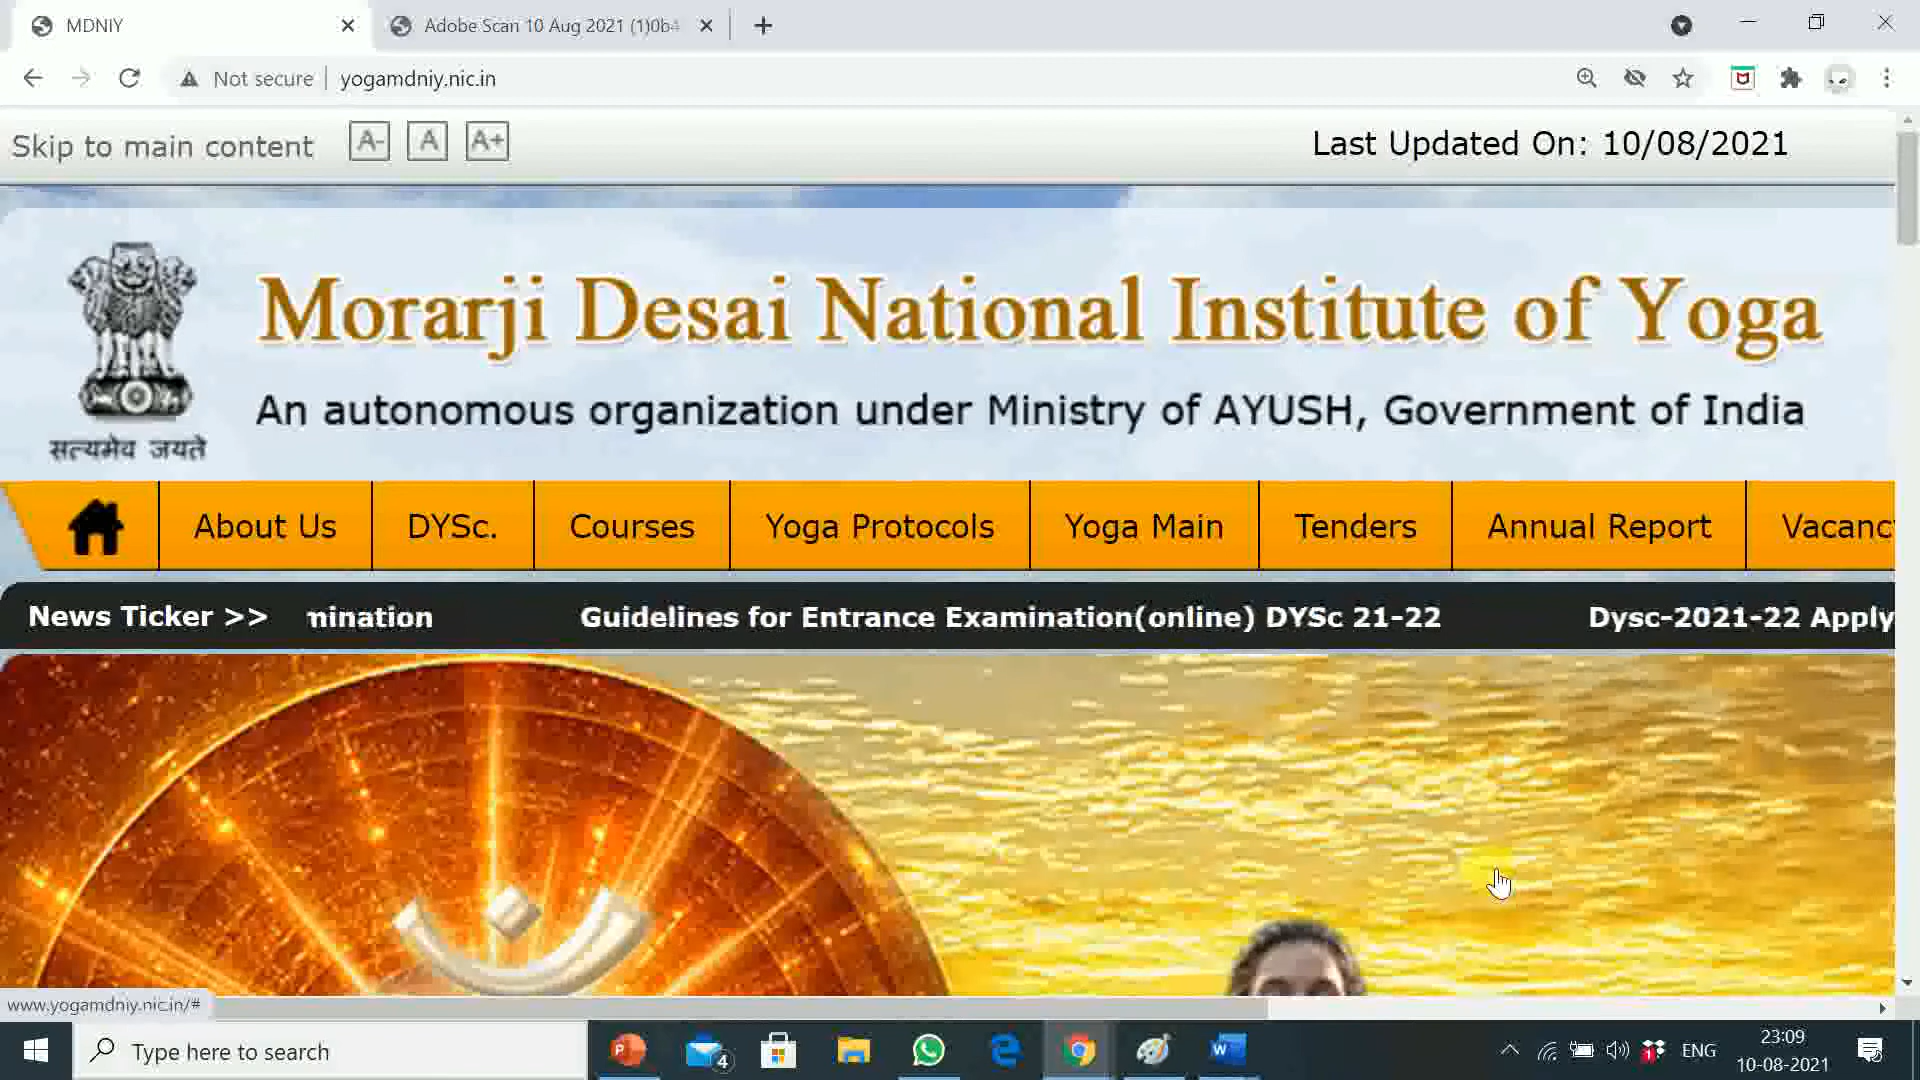 MDNIY
Adobe Scan 10 Aug 2021 (1)0b4
Not secure
yogamdniy.nic.in
Skip to main content
A- A A+
Last Updated On: 10/08/2021
Morarji Desai National Institute of Yoga
An autonomous organization under Ministry of AYUSH, Government of India
सत्यमेव जयते
About Us DYSc. Courses Yoga Protocols Yoga Main Tenders Annual Report Vacanc
News Ticker >> mination Guidelines for Entrance Examination(online) DYSc 21-22 Dysc-2021-22 Apply
www.yogamdniy.nic.in/#
Type here to search
4
1
ENG
23:09
10-08-2021